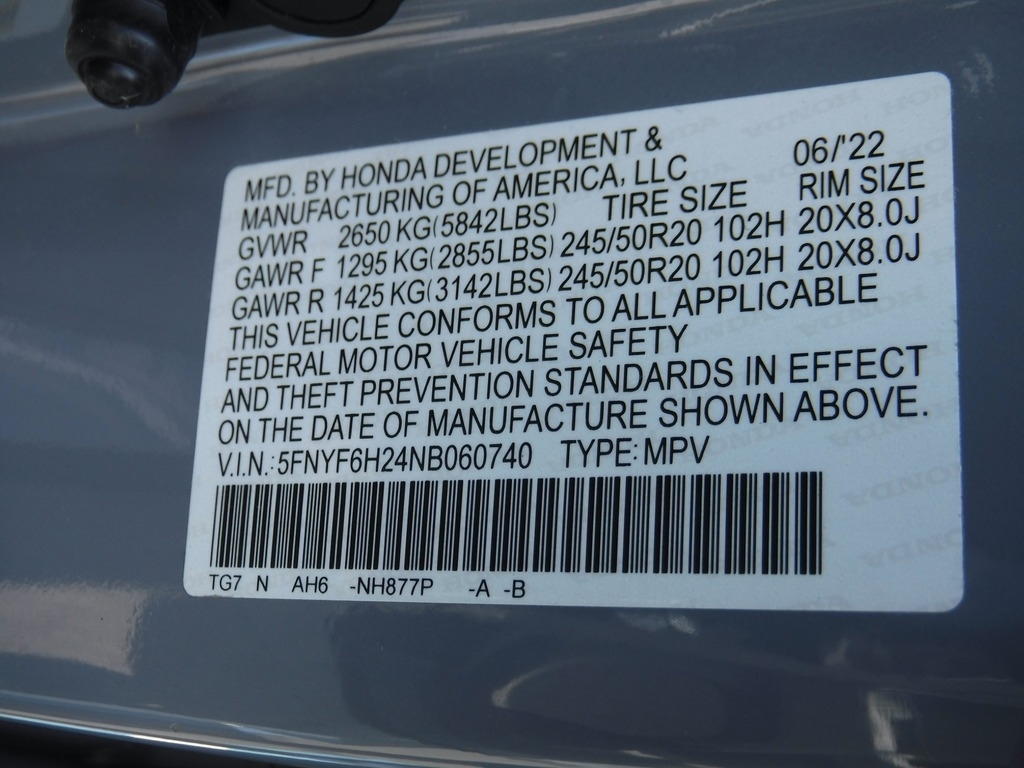 MFD. BY HONDA DEVELOPMENT &
MANUFACTURING OF AMERICA, LLC 06/'22
GVWR 2650 KG(5842LBS) TIRE SIZE RIM SIZE
GAWR F 1295 KG(2855LBS) 245/50R20 102H 20X8.0J
GAWR R 1425 KG(3142LBS) 245/50R20 102H 20X8.0J
THIS VEHICLE CONFORMS TO ALL APPLICABLE
FEDERAL MOTOR VEHICLE SAFETY
AND THEFT PREVENTION STANDARDS IN EFFECT
ON THE DATE OF MANUFACTURE SHOWN ABOVE.
V.I.N.: 5FNYF6H24NB060740 TYPE: MPV
TG7 N AH6 -NH877P -A -B